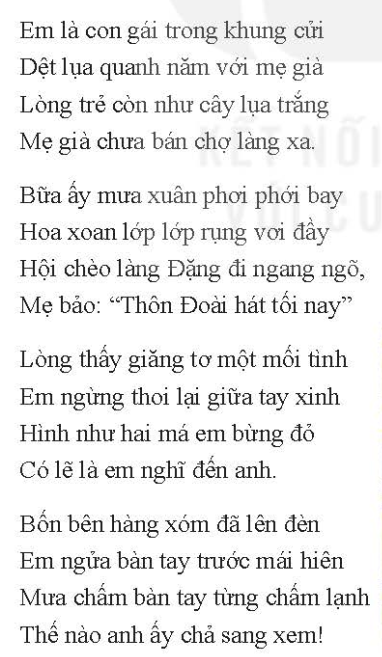 Em là con gái trong khung cửi
Dệt lụa quanh năm với mẹ già
Lòng trẻ còn như cây lụa trắng
Mẹ già chưa bán chợ làng xa.
Bữa ấy mưa xuân phơi phới bay
Hoa xoan lớp lớp rụng vơi đầy
Hội chèo làng Đặng đi ngang ngõ,
Mẹ bảo: “Thôn Đoài hát tối nay”
Lòng thấy giăng tơ một mối tình
Em ngừng thoi lại giữa tay xinh
Hình như hai má em bừng đỏ
Có lẽ là em nghĩ đến anh.
Bốn bên hàng xóm đã lên đèn
Em ngửa bàn tay trước mái hiên
Mưa chấm bàn tay từng chấm lạnh
Thế nào anh ấy chả sang xem!